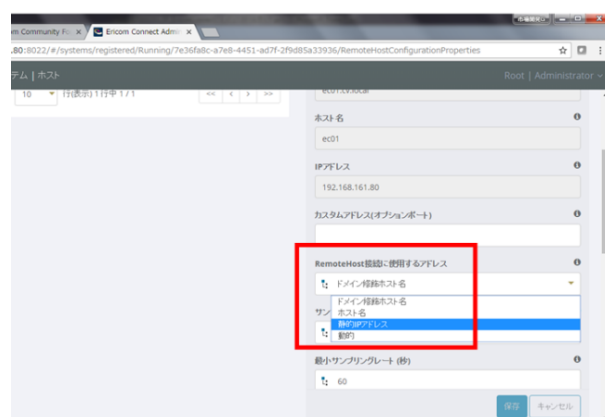 om Community Fo
Ericom Connect Admi
.80:8022/#/systems/registered/Running/7e36fa8c-a7e8-4451-ad7f-2f9d85a33936/RemoteHostConfigurationProperties
テム | ホスト
Root | Administrator
10 行(表示) 1 行中 1 / 1
<< < > >>
ec01.cv.local
ホスト名
ec01
IPアドレス
192.168.161.80
カスタムアドレス(オプションポート)
RemoteHost接続に使用するアドレス
ドメイン修飾ホスト名
ドメイン修飾ホスト名
ホスト名
サン
静的IPアドレス
動的
最小サンプリングレート (秒)
60
保存 キャンセル